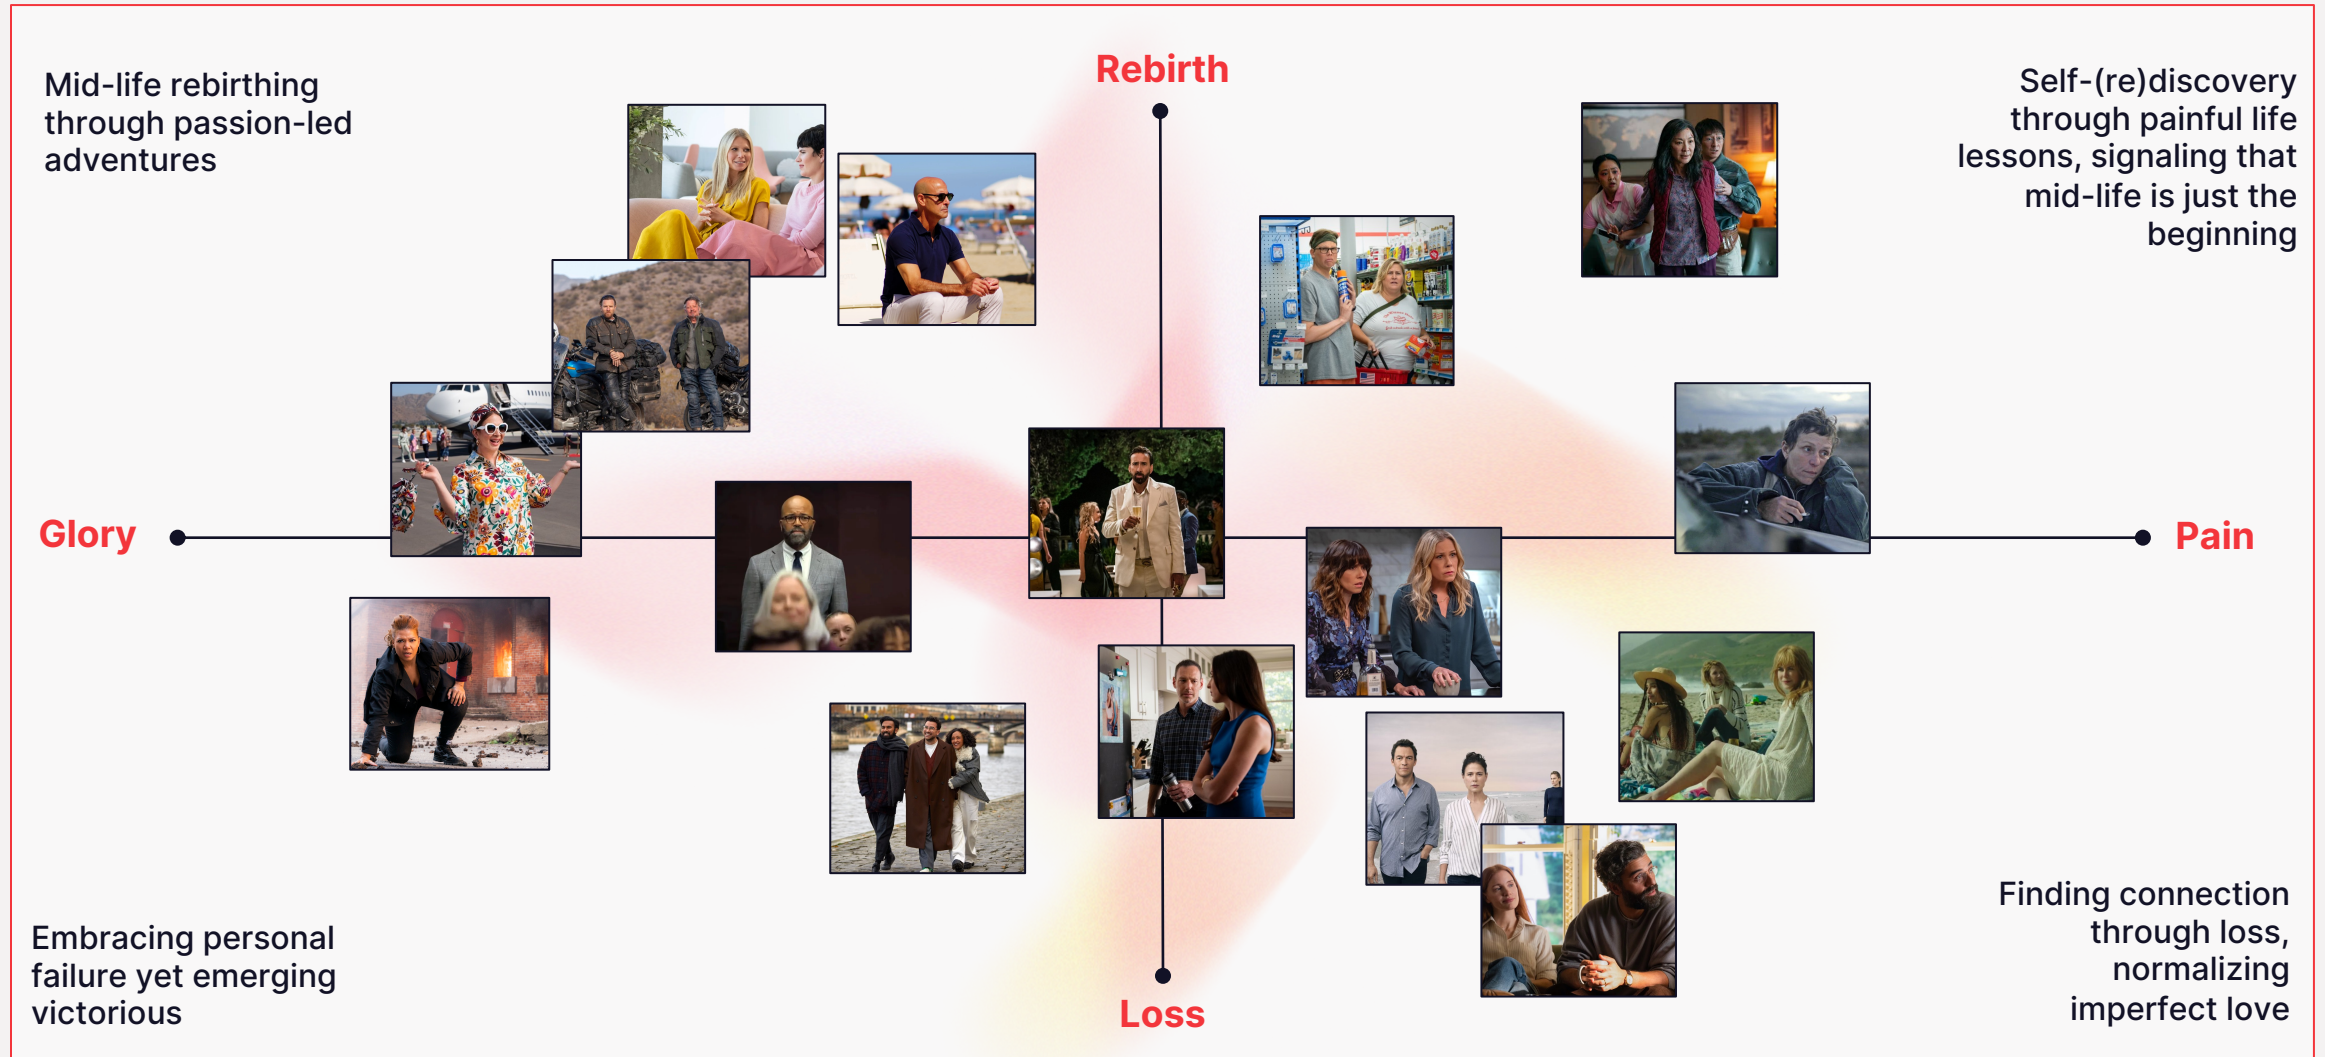 Rebirth
Mid-life rebirthing
through passion-led
adventures
Self-(re)discovery
through painful life
lessons, signaling that
mid-life is just the
beginning
Glory
Pain
Embracing personal
failure yet emerging
victorious
Finding connection
through loss,
normalizing
imperfect love
Loss